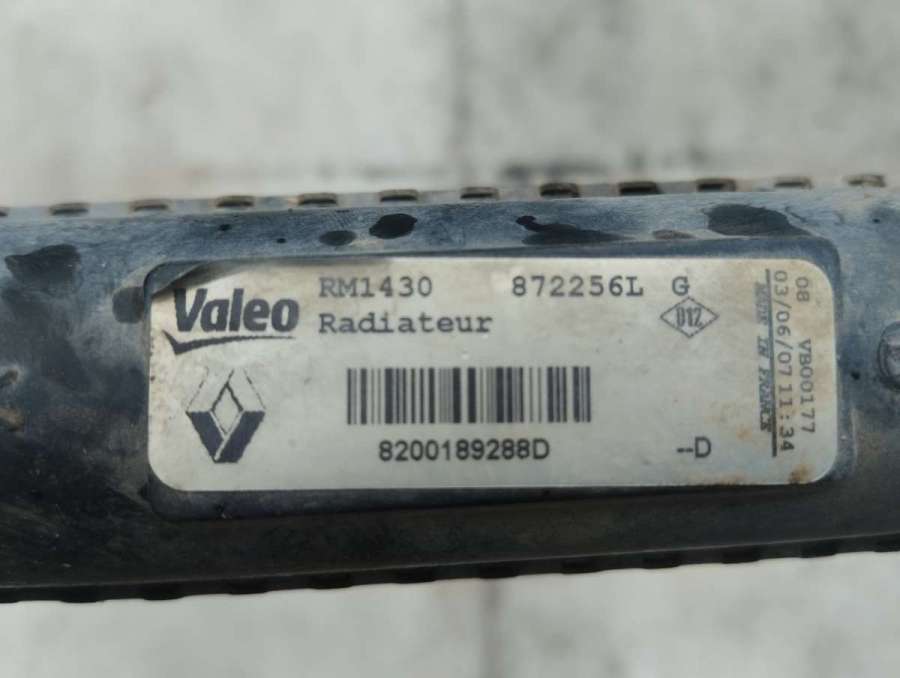 Valeo
RM1430 872256L G
Radiateur
D12
8200189288D
--D
08 VB00177
03/06/07 11:34
MADE IN FRANCE